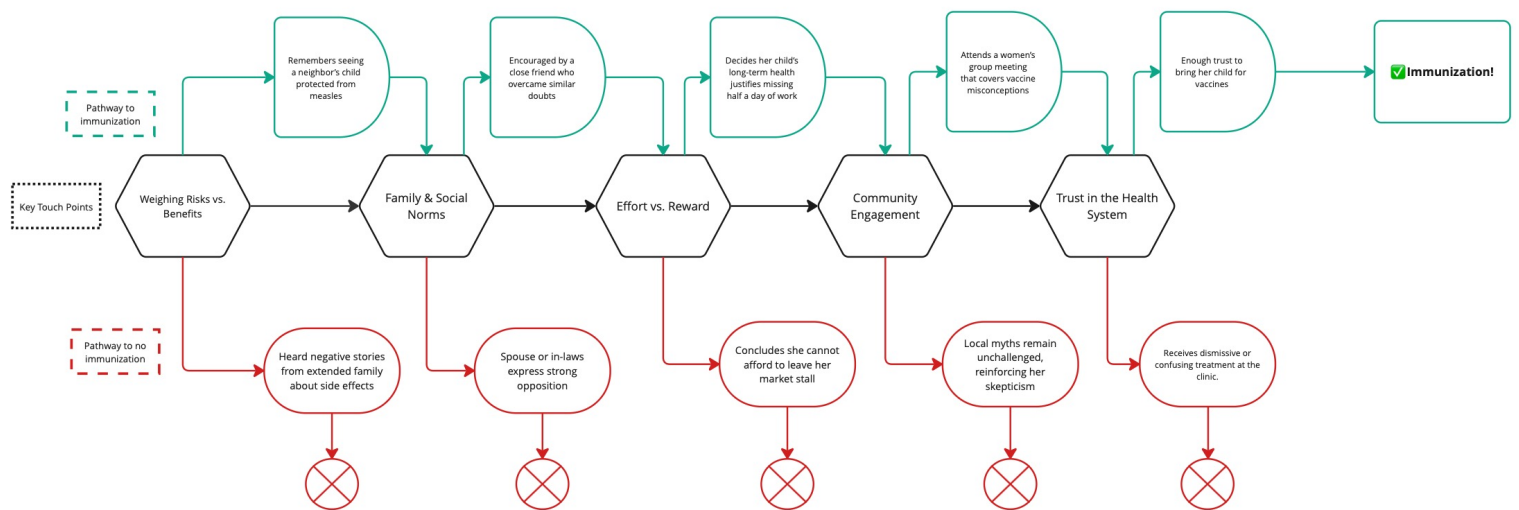 Remembers seeing
a neighbor's child
protected from
measles
Encouraged by a
close friend who
overcame similar
doubts
Decides her child's
long-term health
justifies missing
half a day of work
Attends a women's
group meeting
that covers vaccine
misconceptions
Enough trust to
bring her child for
vaccines
✅Immunization!
Pathway to
immunization
Key Touch Points
Weighing Risks vs.
Benefits
Family & Social
Norms
Effort vs. Reward
Community
Engagement
Trust in the Health
System
Pathway to no
immunization
Heard negative stories
from extended family
about side effects
Spouse or in-laws
express strong
opposition
Concludes she cannot
afford to leave her
market stall
Local myths remain
unchallenged,
reinforcing her
skepticism
Receives dismissive or
confusing treatment at the
clinic.